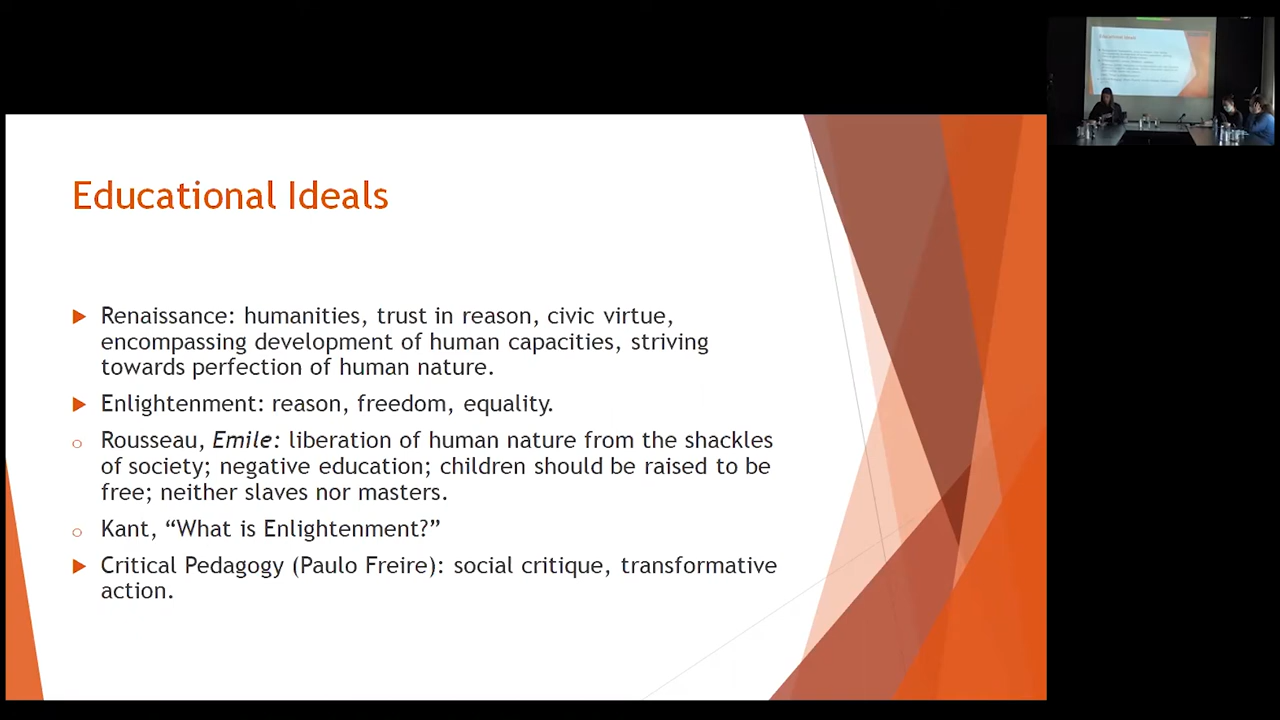 Educational Ideals
Renaissance: humanities, trust in reason, civic virtue,
encompassing development of human capacities, striving
towards perfection of human nature.
Enlightenment: reason, freedom, equality.
Rousseau, Emile: liberation of human nature from the shackles
of society; negative education; children should be raised to be
free; neither slaves nor masters.
Kant, “What is Enlightenment?”
Critical Pedagogy (Paulo Freire): social critique, transformative
action.